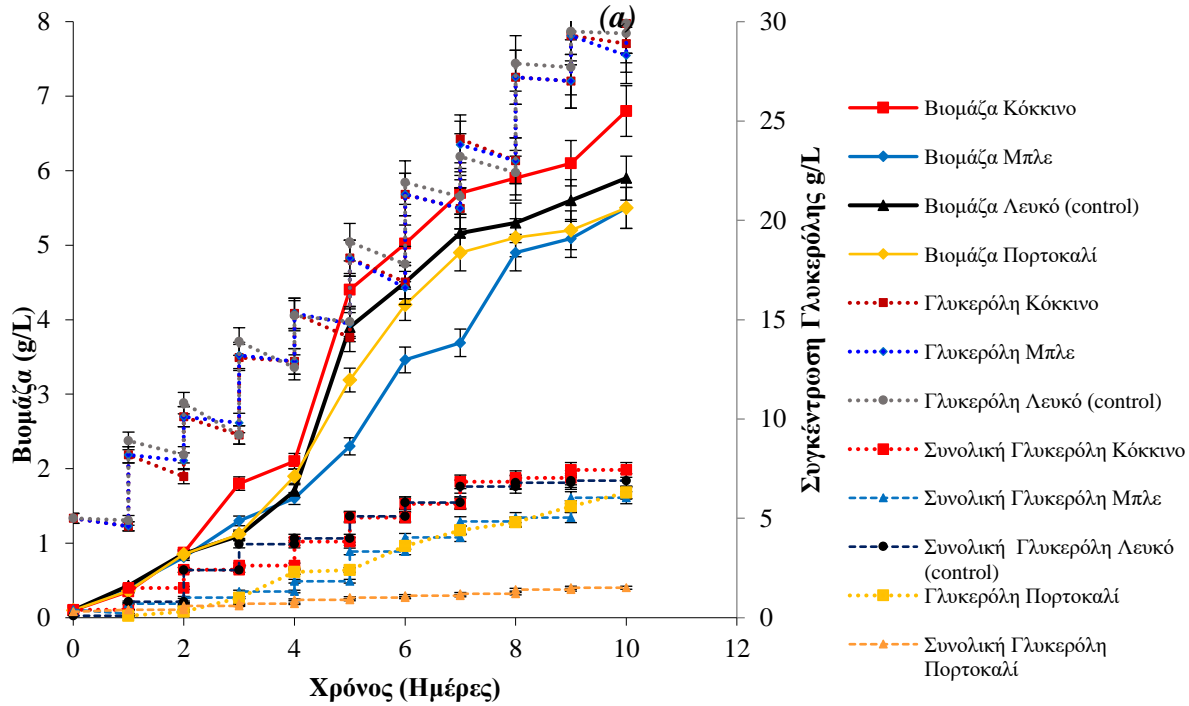 (a)
8
7
6
5
4
3
2
1
0
Βιομάζα (g/L)
0
2
4
6
8
10
12
Χρόνος (Ημέρες)
30
25
20
15
10
5
0
Συγκέντρωση Γλυκερόλης g/L
Βιομάζα Κόκκινο
Βιομάζα Μπλε
Βιομάζα Λευκό (control)
Βιομάζα Πορτοκαλί
Γλυκερόλη Κόκκινο
Γλυκερόλη Μπλε
Γλυκερόλη Λευκό (control)
Συνολική Γλυκερόλη Κόκκινο
Συνολική Γλυκερόλη Μπλε
Συνολική Γλυκερόλη Λευκό
(control)
Γλυκερόλη Πορτοκαλί
Συνολική Γλυκερόλη
Πορτοκαλί